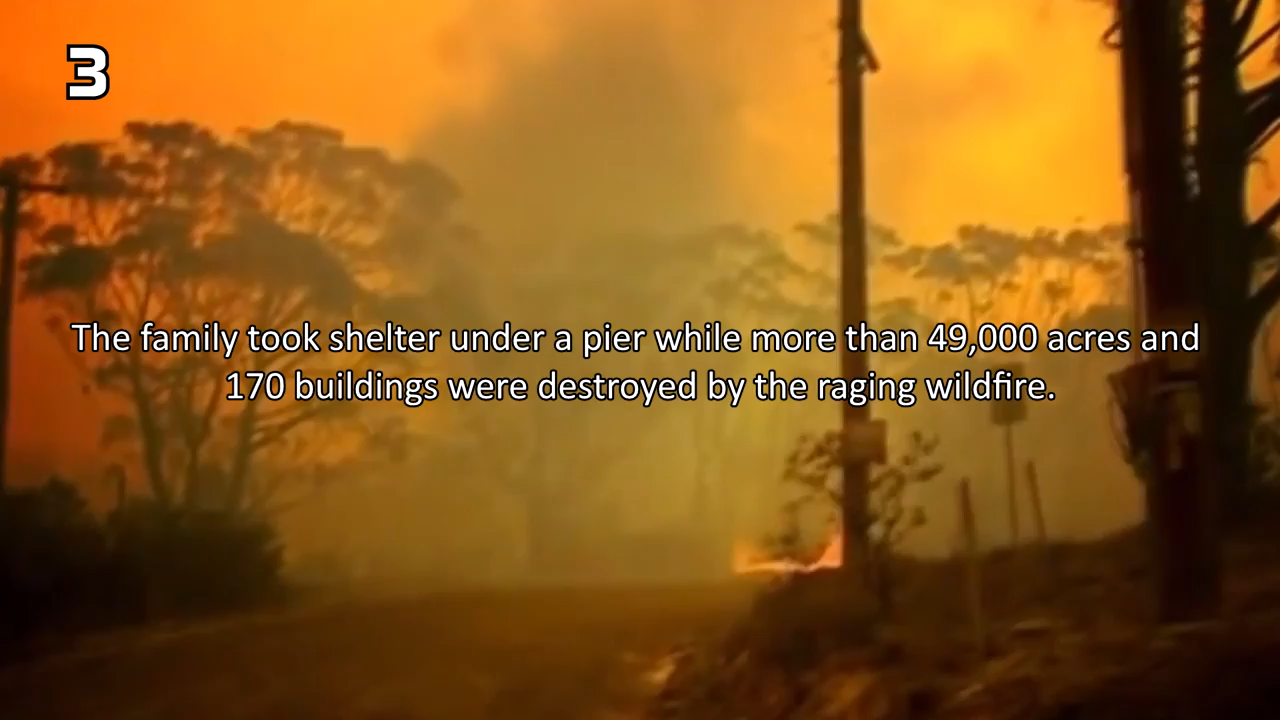 3
The family took shelter under a pier while more than 49,000 acres and
170 buildings were destroyed by the raging wildfire.